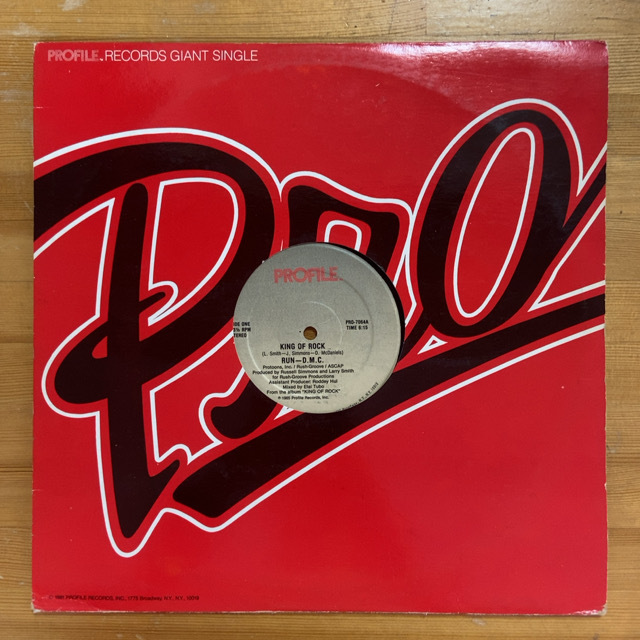 PROFILE. RECORDS GIANT SINGLE
Pro
PROFILE.
SIDE ONE
33⅓ RPM
STEREO
PRO-7064A
TIME 6:15
KING OF ROCK
(L. Smith—J. Simmons—D. McDaniels)
RUN—D.M.C.
Protoons, Inc. / Rush-Groove / ASCAP
Produced by Russell Simmons and Larry Smith
for Rush-Groove Productions
Assistant Producer: Roddey Hui
Mixed by Elai Tubo
From the album "KING OF ROCK"
℗ 1985 Profile Records, Inc.
PROFILE RECORDS, INC. 1775 Broadway, N.Y., N.Y. 10019